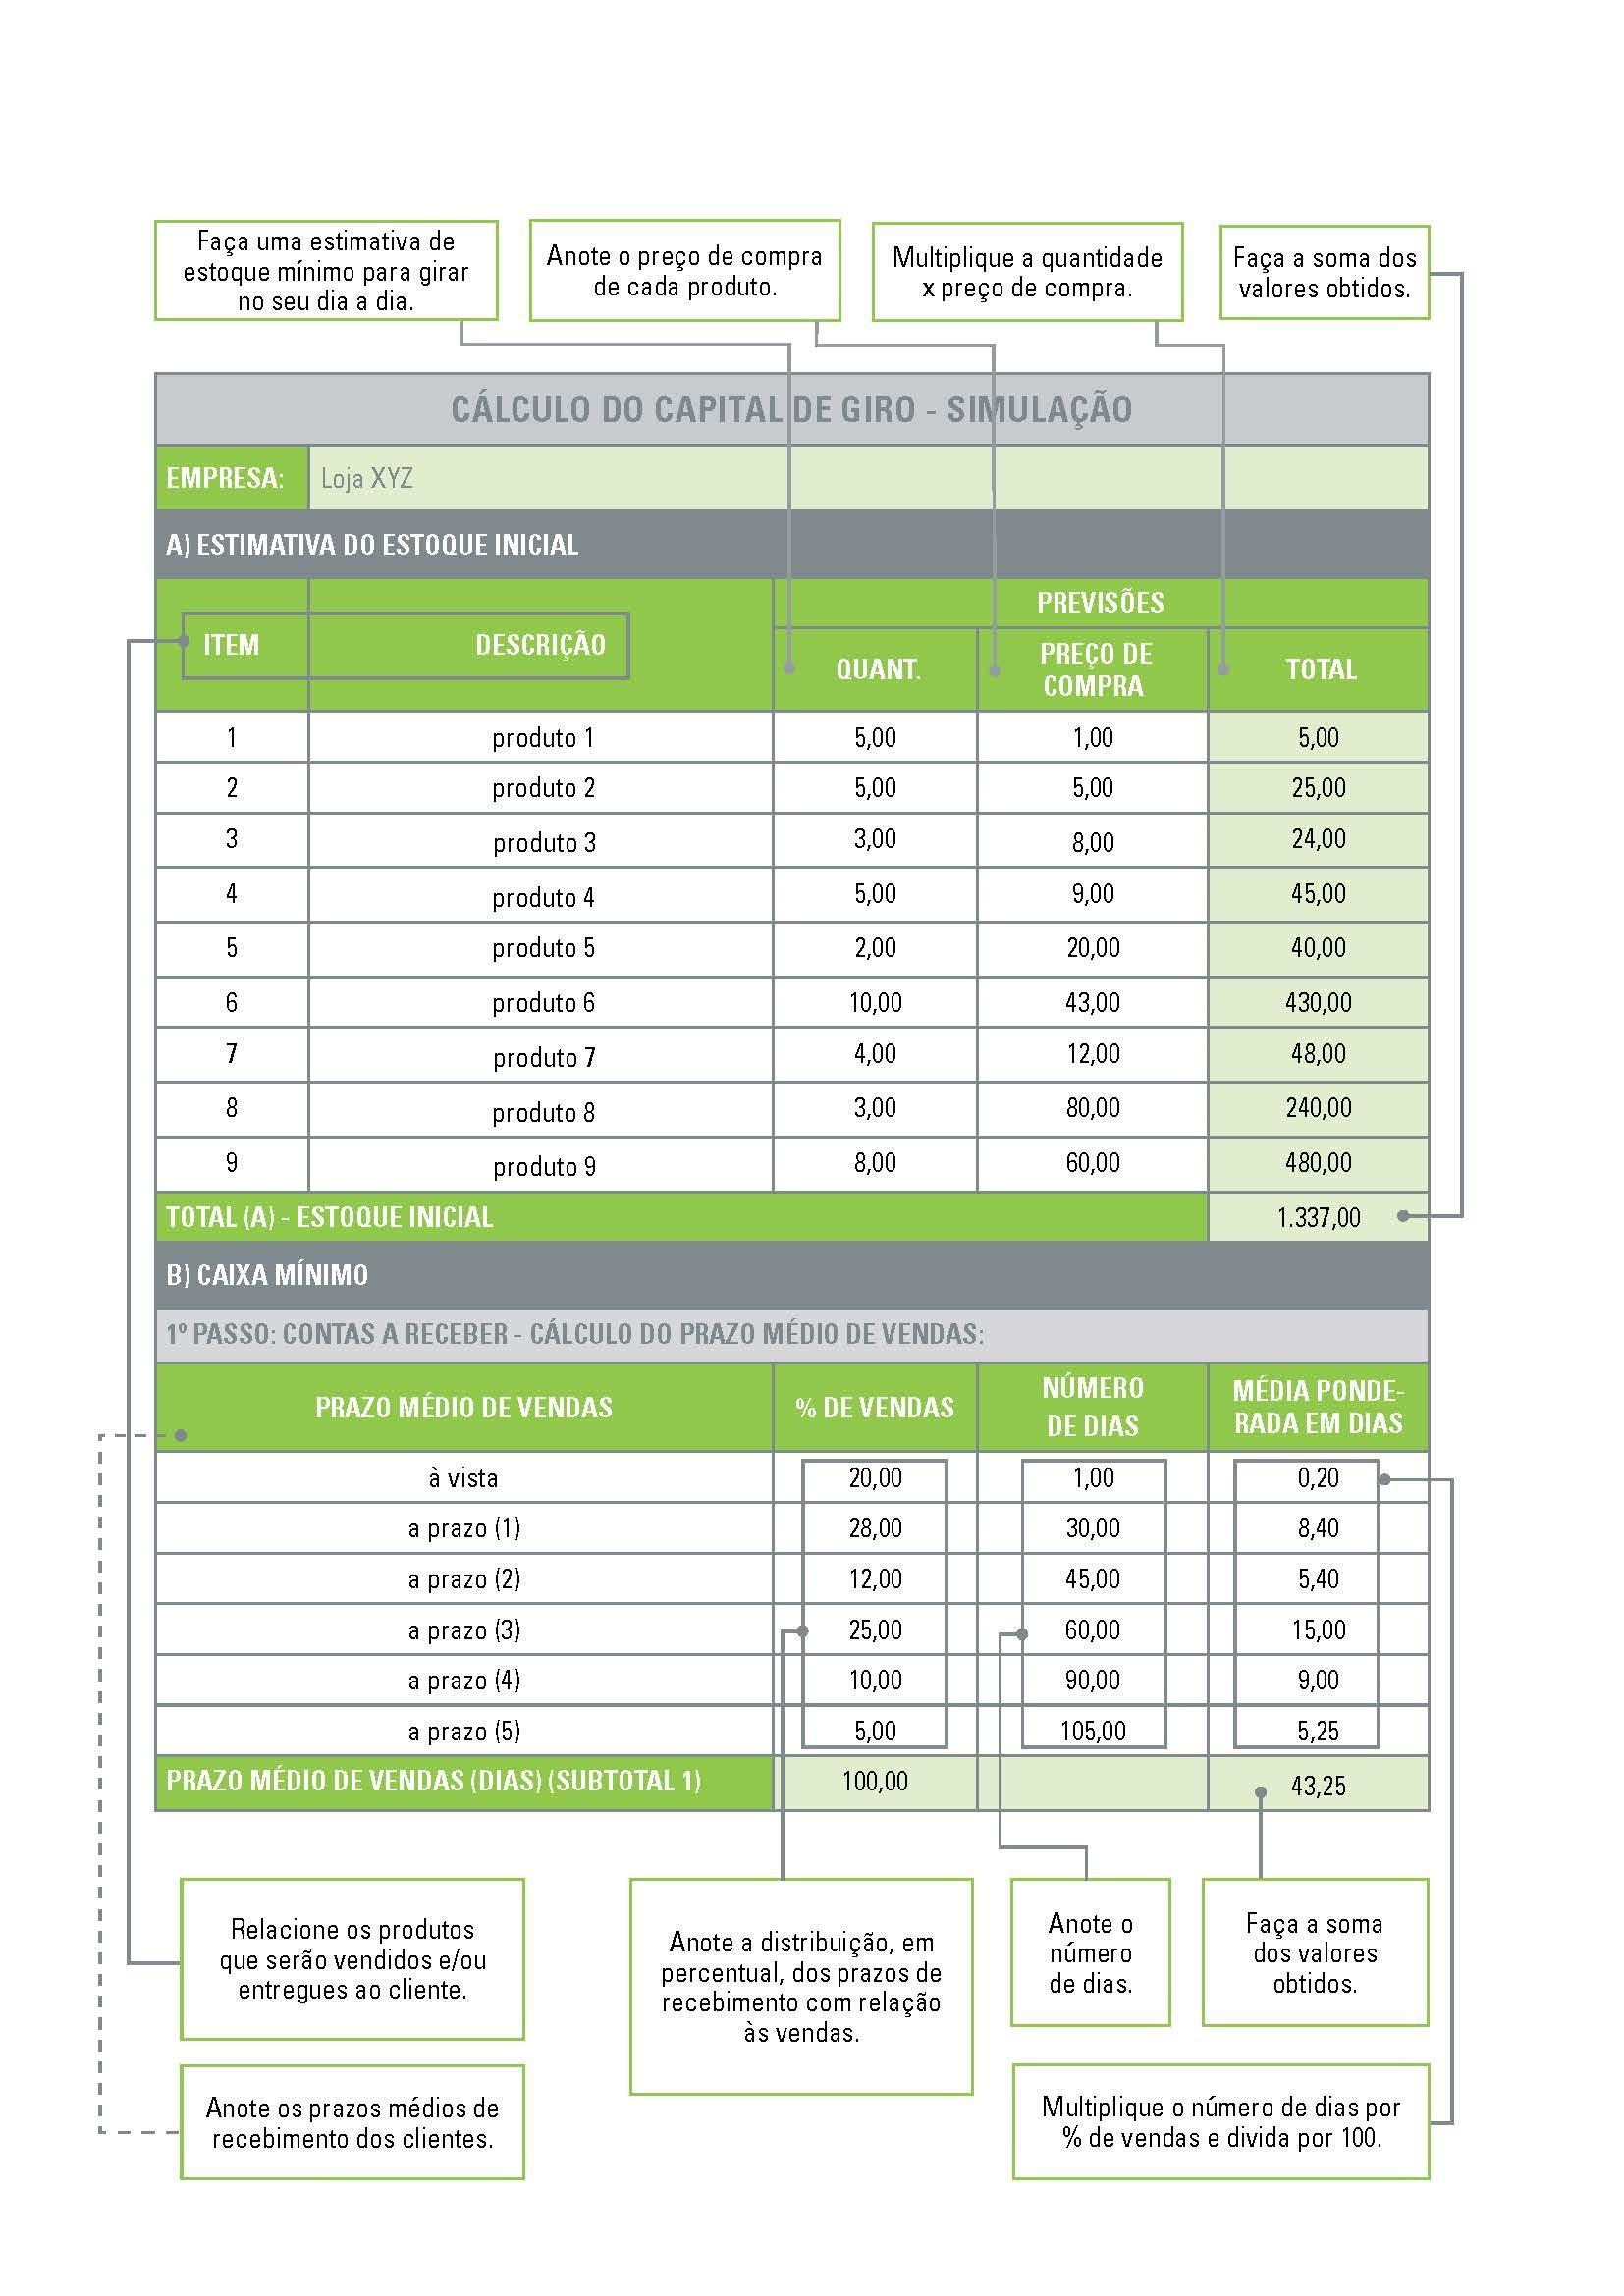 Faça uma estimativa de
estoque mínimo para girar
no seu dia a dia.
Anote o preço de compra
de cada produto.
Multiplique a quantidade
x preço de compra.
Faça a soma dos
valores obtidos.
CÁLCULO DO CAPITAL DE GIRO - SIMULAÇÃO
EMPRESA: Loja XYZ
A) ESTIMATIVA DO ESTOQUE INICIAL
ITEM DESCRIÇÃO
PREVISÕES
QUANT.
PREÇO DE
COMPRA
TOTAL
1 produto 1 5,00 1,00 5,00
2 produto 2 5,00 5,00 25,00
3 produto 3 3,00 8,00 24,00
4 produto 4 5,00 9,00 45,00
5 produto 5 2,00 20,00 40,00
6 produto 6 10,00 43,00 430,00
7 produto 7 4,00 12,00 48,00
8 produto 8 3,00 80,00 240,00
9 produto 9 8,00 60,00 480,00
TOTAL (A) - ESTOQUE INICIAL 1.337,00
B) CAIXA MÍNIMO
1º PASSO: CONTAS A RECEBER - CÁLCULO DO PRAZO MÉDIO DE VENDAS:
PRAZO MÉDIO DE VENDAS
% DE VENDAS
NÚMERO
DE DIAS
MÉDIA PONDE-
RADA EM DIAS
à vista 20,00 1,00 0,20
a prazo (1) 28,00 30,00 8,40
a prazo (2) 12,00 45,00 5,40
a prazo (3) 25,00 60,00 15,00
a prazo (4) 10,00 90,00 9,00
a prazo (5) 5,00 105,00 5,25
PRAZO MÉDIO DE VENDAS (DIAS) (SUBTOTAL 1) 100,00 43,25
Relacione os produtos
que serão vendidos e/ou
entregues ao cliente.
Anote a distribuição, em
percentual, dos prazos de
recebimento com relação
às vendas.
Anote o
número
de dias.
Faça a soma
dos valores
obtidos.
Anote os prazos médios de
recebimento dos clientes.
Multiplique o número de dias por
% de vendas e divida por 100.